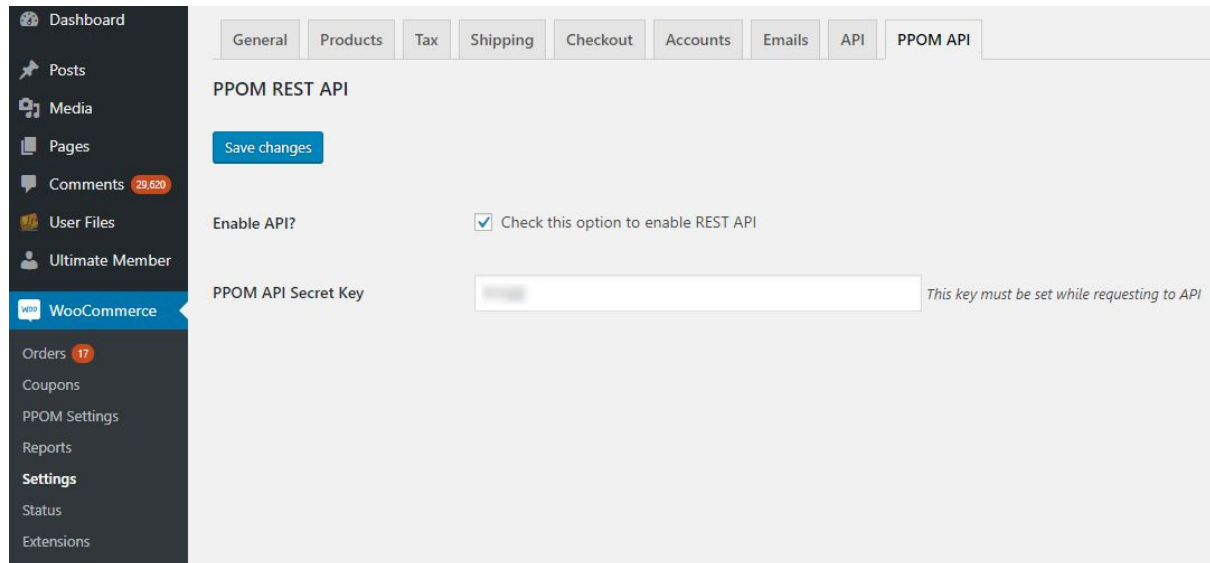 Dashboard
Posts
Media
Pages
Comments 29,620
User Files
Ultimate Member
WOO WooCommerce
Orders 17
Coupons
PPOM Settings
Reports
Settings
Status
Extensions
General Products Tax Shipping Checkout Accounts Emails API PPOM API
PPOM REST API
Save changes
Enable API? Check this option to enable REST API
PPOM API Secret Key This key must be set while requesting to API